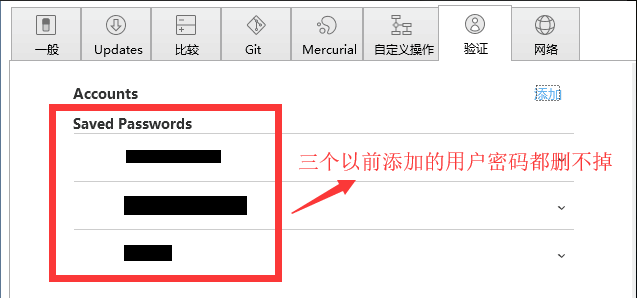 一般 Updates 比较 Git Mercurial 自定义操作 验证 网络
Accounts 添加
Saved Passwords
三个以前添加的用户密码都删不掉